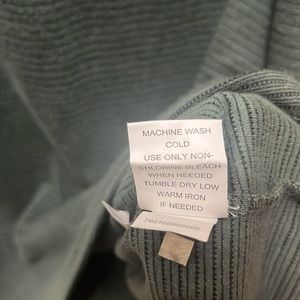 MACHINE WASH
COLD
USE ONLY NON-
CHLORINE BLEACH
WHEN NEEDED
TUMBLE DRY LOW
WARM IRON
IF NEEDED